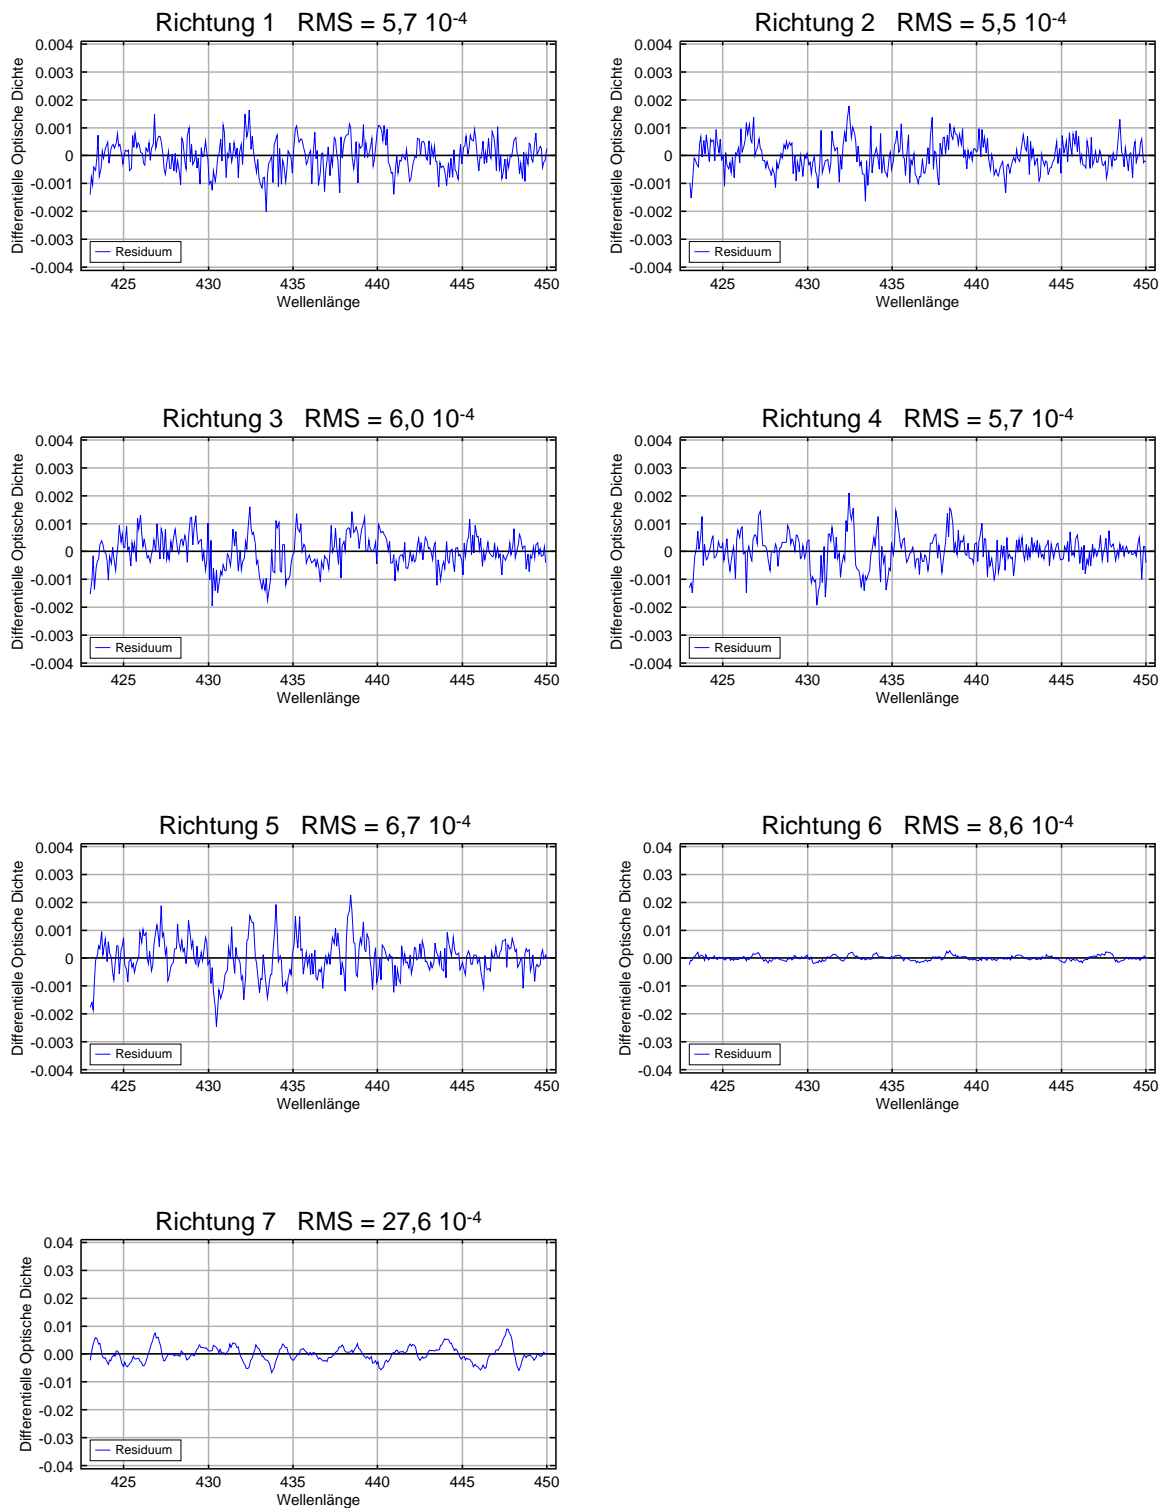 Richtung 1 RMS = 5,7 10-4
0.004
0.003
0.002
0.001
0
-0.001
-0.002
-0.003
-0.004
Differentielle Optische Dichte
Residuum
425 430 435 440 445 450
Wellenlänge
Richtung 2 RMS = 5,5 10-4
0.004
0.003
0.002
0.001
0
-0.001
-0.002
-0.003
-0.004
Differentielle Optische Dichte
Residuum
425 430 435 440 445 450
Wellenlänge
Richtung 3 RMS = 6,0 10-4
0.004
0.003
0.002
0.001
0
-0.001
-0.002
-0.003
-0.004
Differentielle Optische Dichte
Residuum
425 430 435 440 445 450
Wellenlänge
Richtung 4 RMS = 5,7 10-4
0.004
0.003
0.002
0.001
0
-0.001
-0.002
-0.003
-0.004
Differentielle Optische Dichte
Residuum
425 430 435 440 445 450
Wellenlänge
Richtung 5 RMS = 6,7 10-4
0.004
0.003
0.002
0.001
0
-0.001
-0.002
-0.003
-0.004
Differentielle Optische Dichte
Residuum
425 430 435 440 445 450
Wellenlänge
Richtung 6 RMS = 8,6 10-4
0.04
0.03
0.02
0.01
0.00
-0.01
-0.02
-0.03
-0.04
Differentielle Optische Dichte
Residuum
425 430 435 440 445 450
Wellenlänge
Richtung 7 RMS = 27,6 10-4
0.04
0.03
0.02
0.01
0.00
-0.01
-0.02
-0.03
-0.04
Differentielle Optische Dichte
Residuum
425 430 435 440 445 450
Wellenlänge